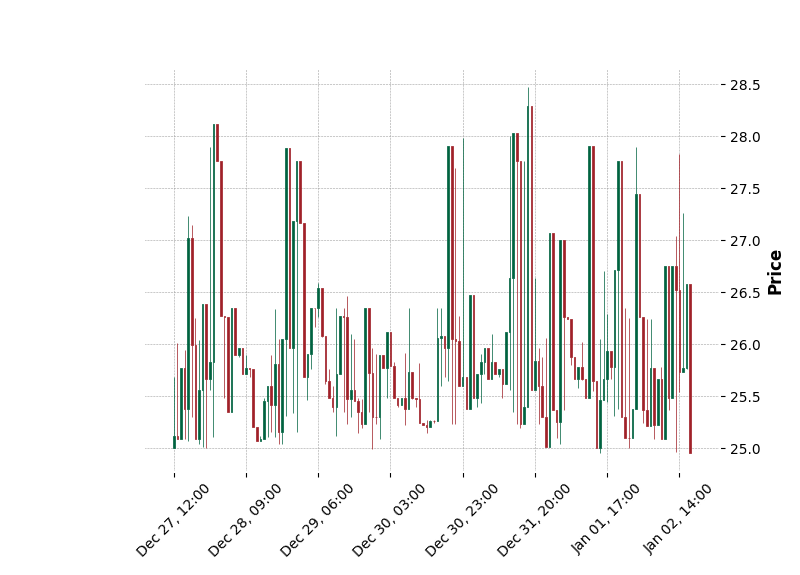 28.5
28.0
27.5
27.0
26.5
26.0
25.5
25.0
Price
Dec 27, 12:00
Dec 28, 09:00
Dec 29, 06:00
Dec 30, 03:00
Dec 30, 23:00
Dec 31, 20:00
Jan 01, 17:00
Jan 02, 14:00